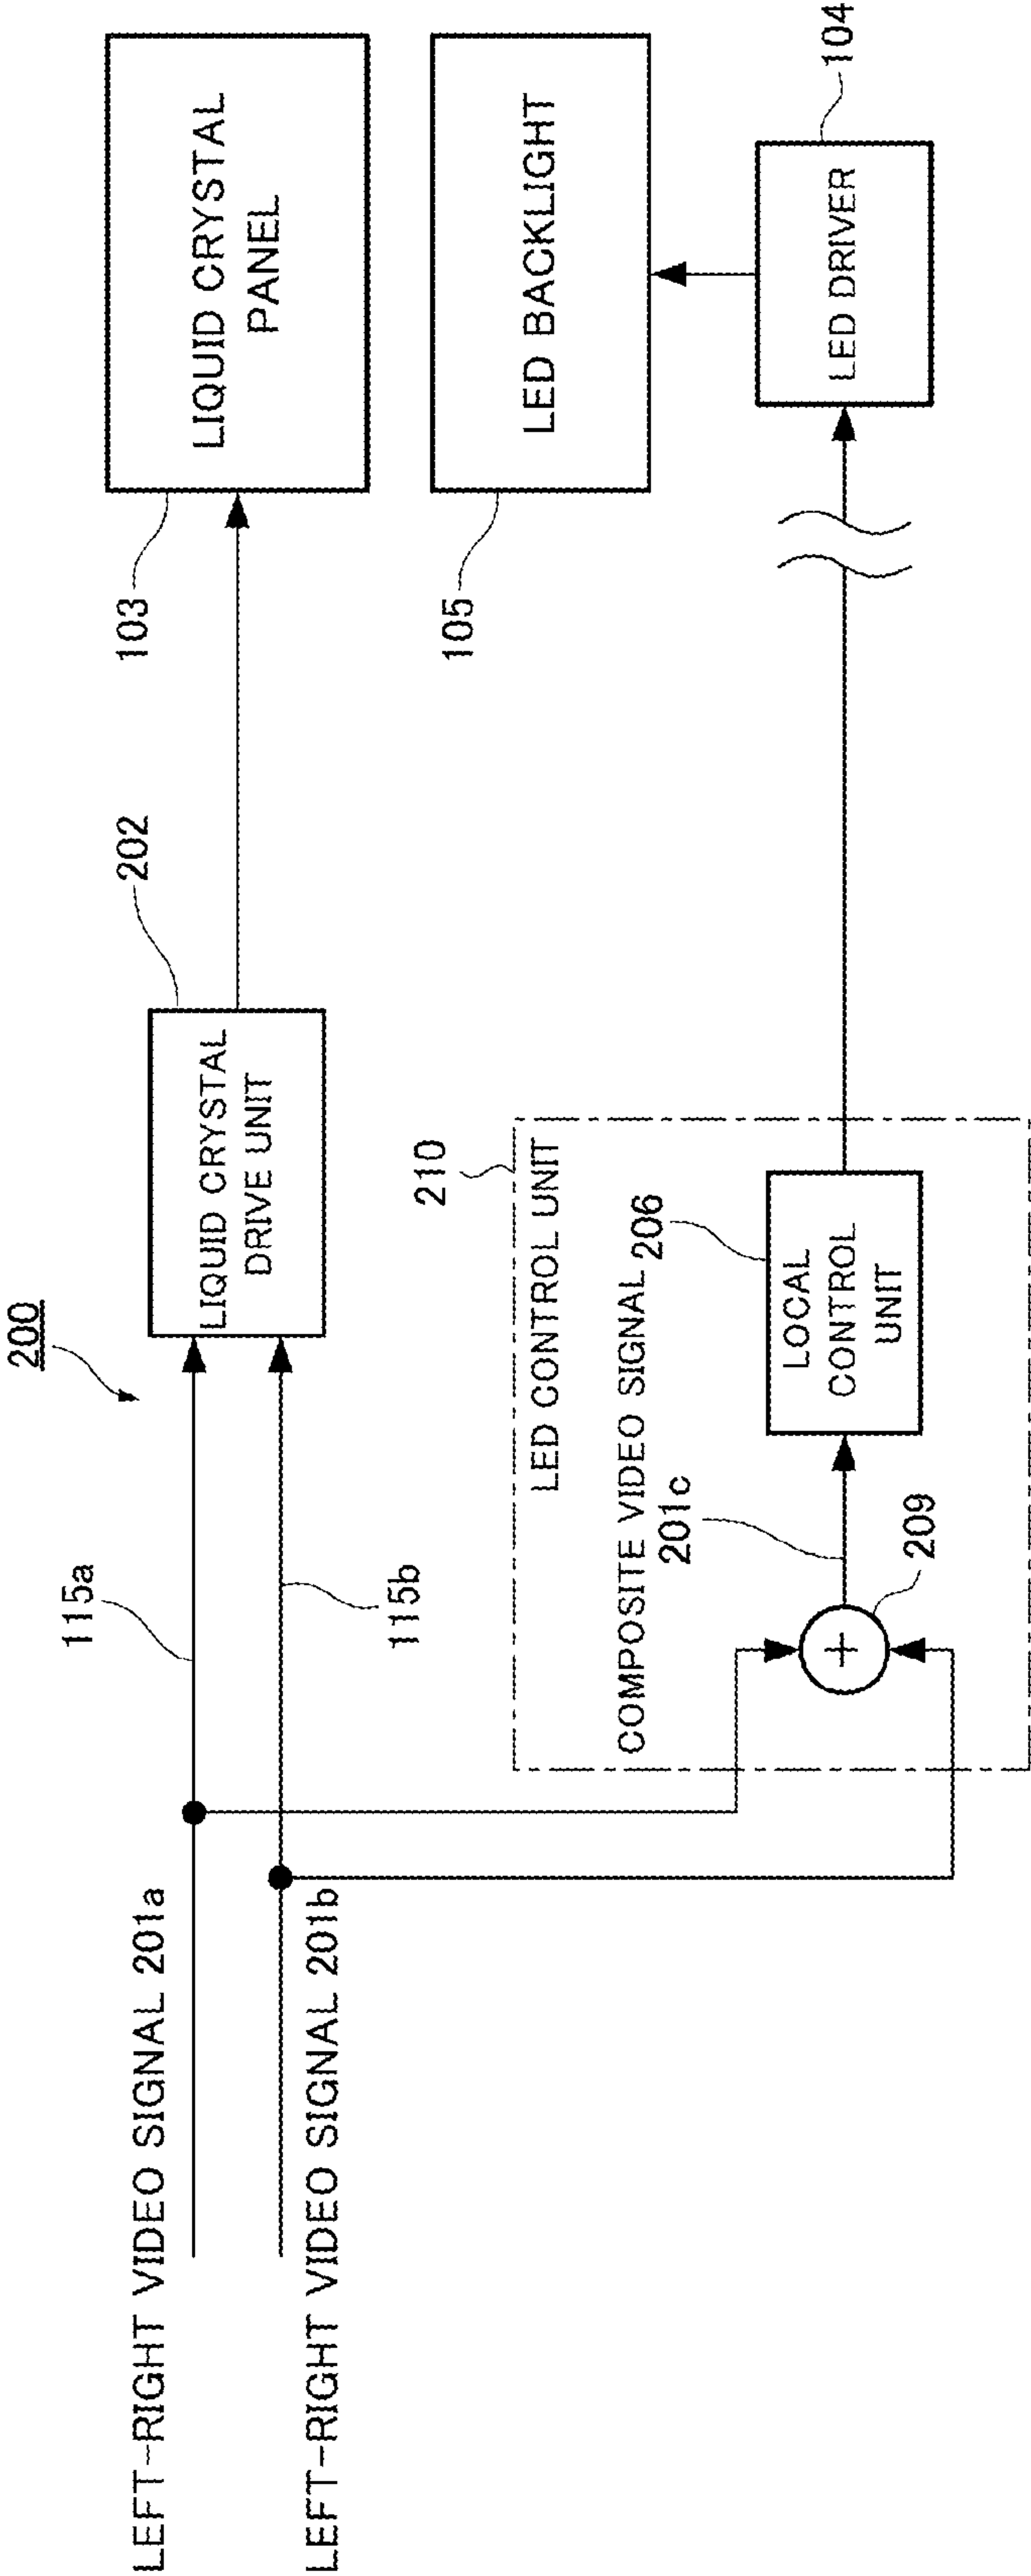 200
LEFT-RIGHT VIDEO SIGNAL 201a
115a
LEFT-RIGHT VIDEO SIGNAL 201b
115b
202
LIQUID CRYSTAL
DRIVE UNIT
103
LIQUID CRYSTAL
PANEL
105
LED BACKLIGHT
210
LED CONTROL UNIT
COMPOSITE VIDEO SIGNAL
201c
206
LOCAL
CONTROL
UNIT
+
209
LED DRIVER
104